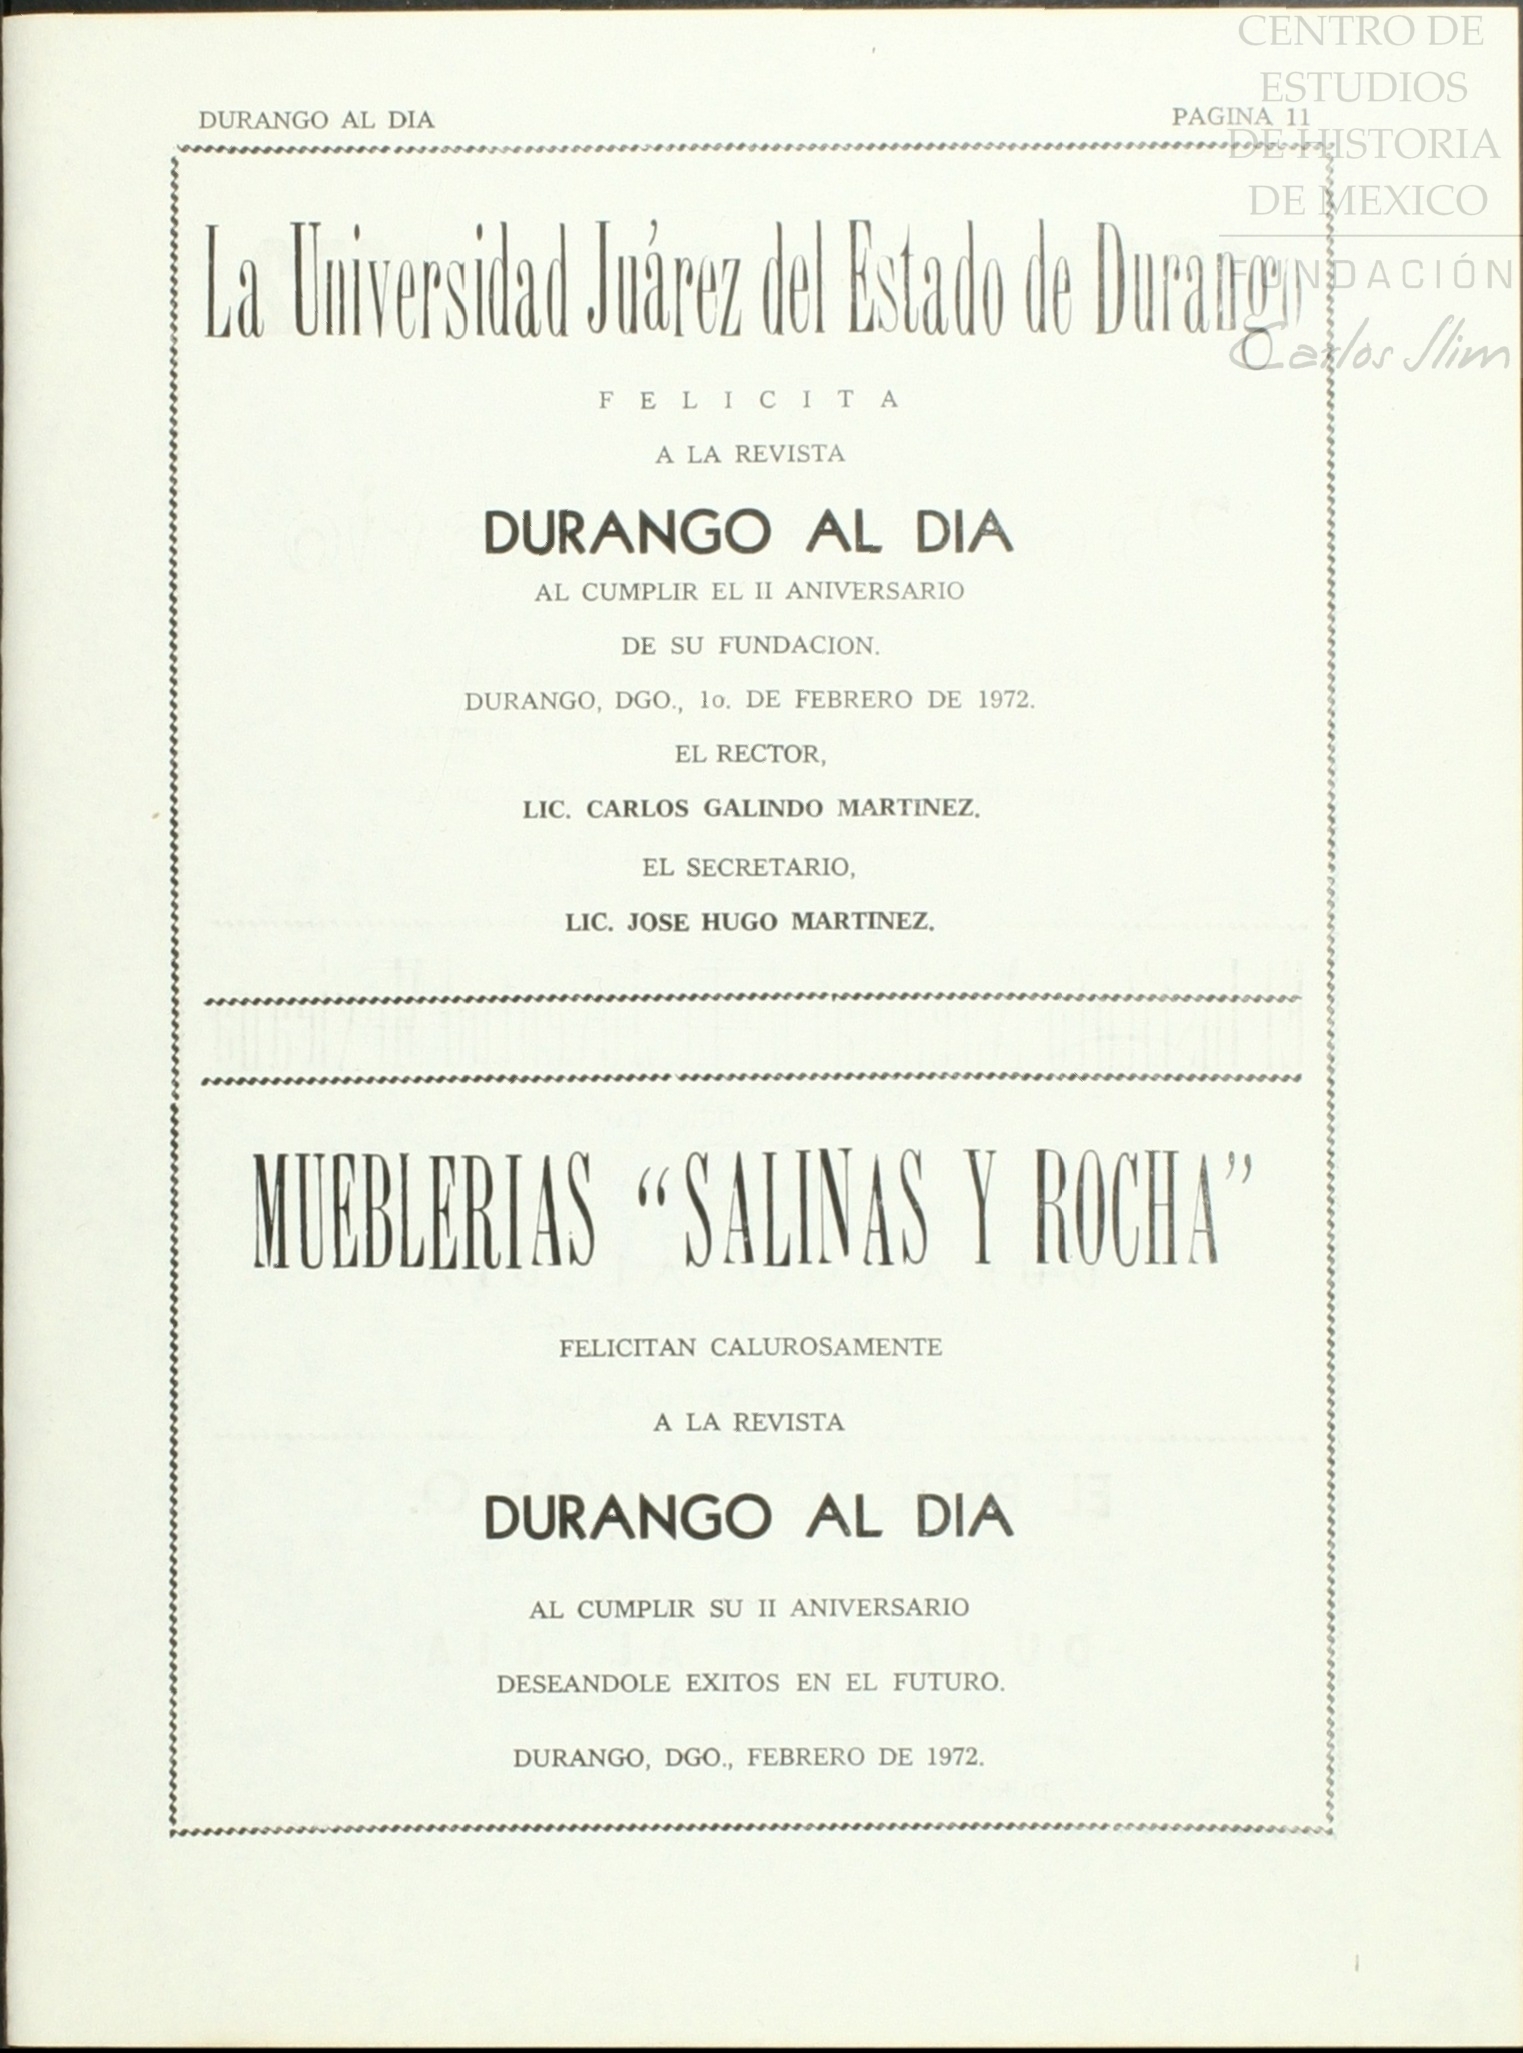 CENTRO DE
ESTUDIOS
DE HISTORIA
DE MEXICO
FUNDACIÓN
Carlos Slim
DURANGO AL DIA
PAGINA 11
La Universidad Juárez del Estado de Durango
FELICITA
A LA REVISTA
DURANGO AL DIA
AL CUMPLIR EL II ANIVERSARIO
DE SU FUNDACION.
DURANGO, DGO., 1o. DE FEBRERO DE 1972.
EL RECTOR,
LIC. CARLOS GALINDO MARTINEZ.
EL SECRETARIO,
LIC. JOSE HUGO MARTINEZ.
MUEBLERIAS “SALINAS Y ROCHA”
FELICITAN CALUROSAMENTE
A LA REVISTA
DURANGO AL DIA
AL CUMPLIR SU II ANIVERSARIO
DESEANDOLE EXITOS EN EL FUTURO.
DURANGO, DGO., FEBRERO DE 1972.